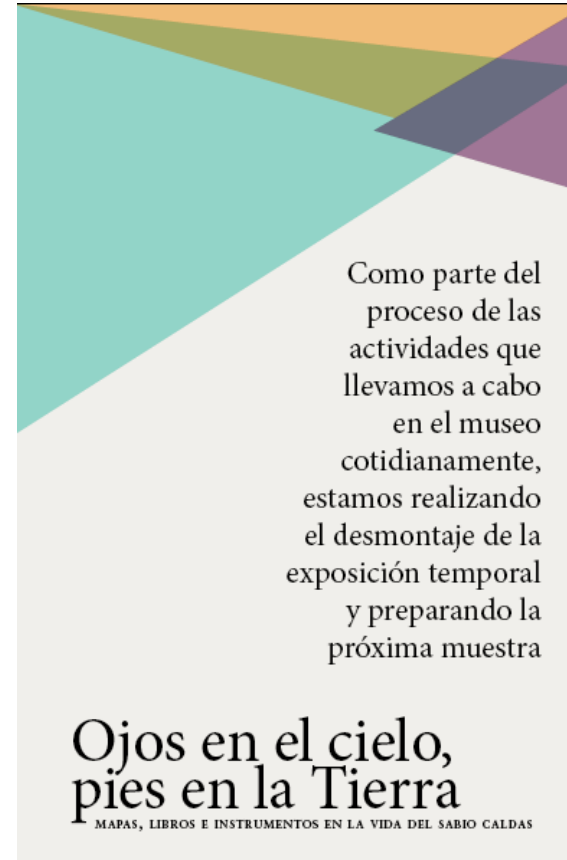 Como parte del
proceso de las
actividades que
llevamos a cabo
en el museo
cotidianamente,
estamos realizando
el desmontaje de la
exposición temporal
y preparando la
próxima muestra
Ojos en el cielo,
pies en la Tierra
MAPAS, LIBROS E INSTRUMENTOS EN LA VIDA DEL SABIO CALDAS